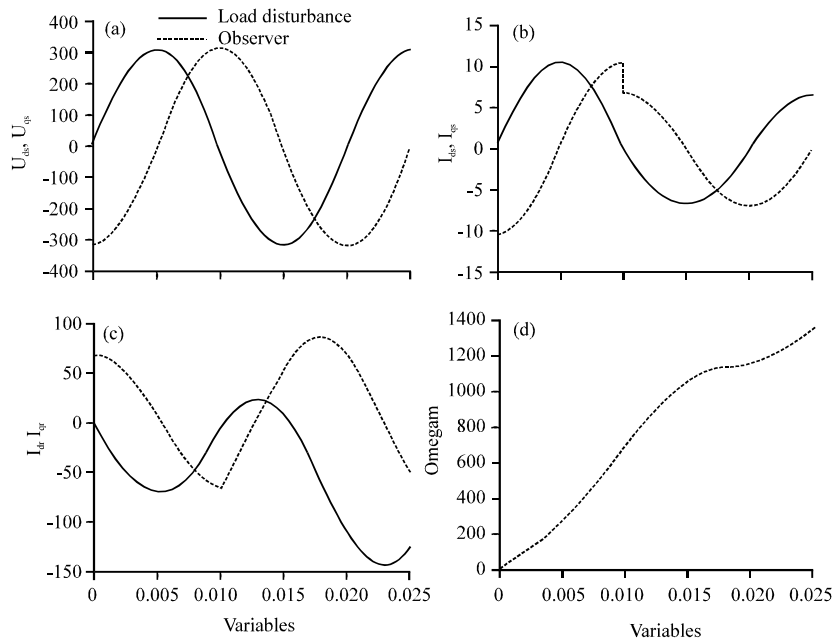 Load disturbance
Observer
(a)
400
300
200
100
0
-100
-200
-300
-400
U_ds, U_qs
(b)
15
10
5
0
-5
-10
-15
I_ds, I_qs
(c)
100
50
0
-50
-100
-150
I_dr I_qr
0 0.005 0.010 0.015 0.020 0.025
Variables
(d)
1400
1200
1000
800
600
400
200
0
Omegam
0 0.005 0.010 0.015 0.020 0.025
Variables